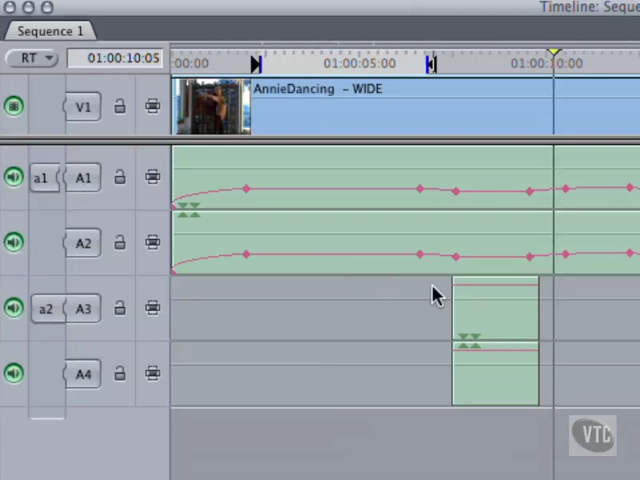 Timeline: Seque
Sequence 1
RT
01:00:10:05
:00:00
01:00:05:00
01:00:10:00
V1
AnnieDancing - WIDE
a1
A1
A2
a2
A3
A4
VTC